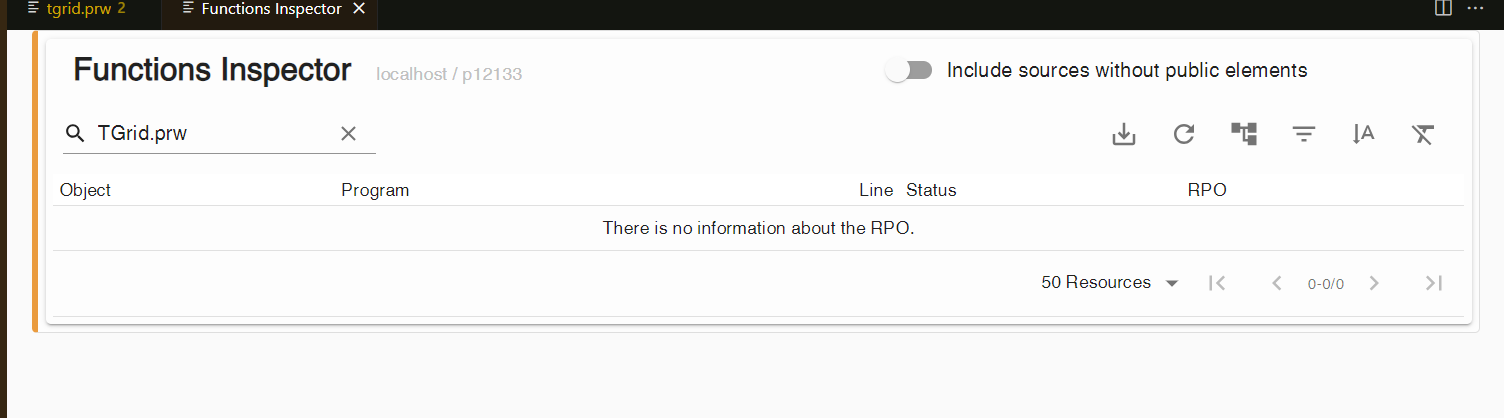 tgrid.prw 2 Functions Inspector
Functions Inspector localhost / p12133 Include sources without public elements
TGrid.prw
Object Program Line Status RPO
There is no information about the RPO.
50 Resources 0-0/0